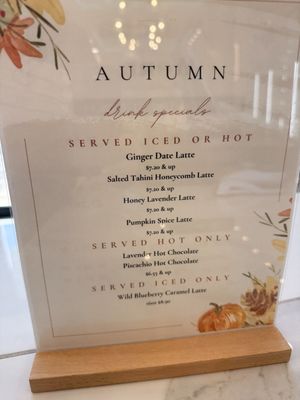 AUTUMN
drink specials
SERVED ICED OR HOT
Ginger Date Latte
$7.20 & up
Salted Tahini Honeycomb Latte
$7.20 & up
Honey Lavender Latte
$7.20 & up
Pumpkin Spice Latte
$7.20 & up
SERVED HOT ONLY
Lavender Hot Chocolate
Pistachio Hot Chocolate
$6.55 & up
SERVED ICED ONLY
Wild Blueberry Caramel Latte
$8.50